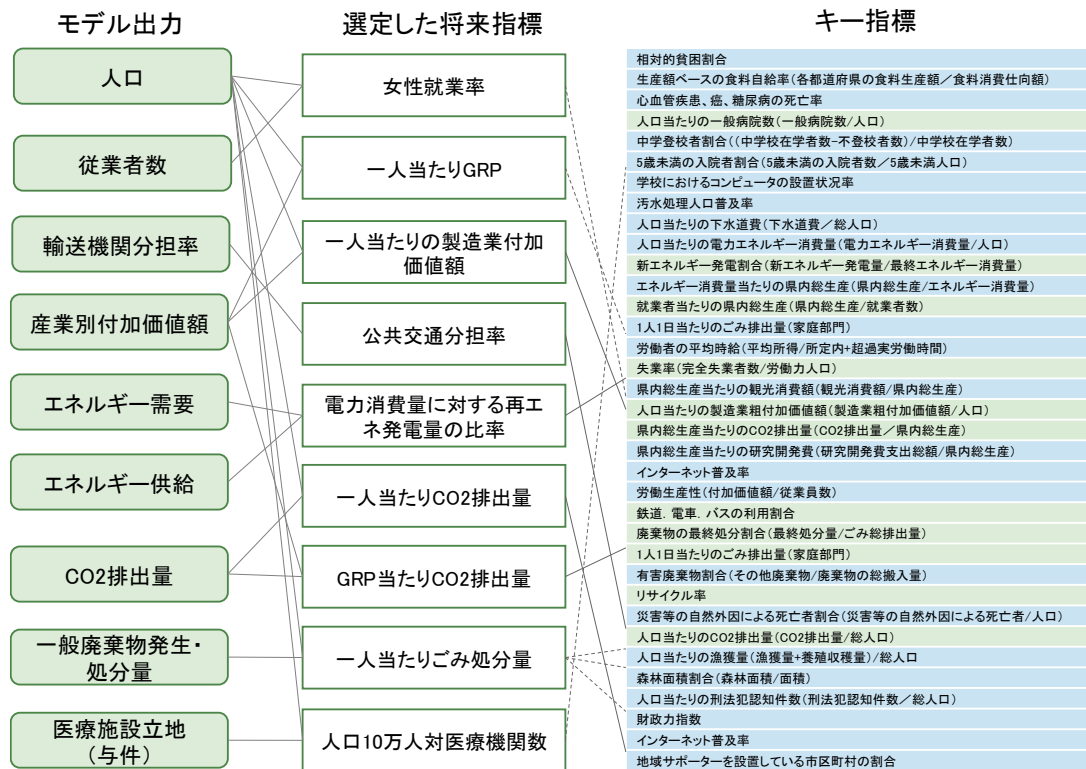 モデル出力
人口
従業者数
輸送機関分担率
産業別付加価値額
エネルギー需要
エネルギー供給
CO2排出量
一般廃棄物発生・
処分量
医療施設立地
(与件)
選定した将来指標
女性就業率
一人当たりGRP
一人当たりの製造業付加
価値額
公共交通分担率
電力消費量に対する再エ
ネ発電量の比率
一人当たりCO2排出量
GRP当たりCO2排出量
一人当たりごみ処分量
人口10万人対医療機関数
キー指標
相対的貧困割合
生産額ベースの食料自給率(各都道府県の食料生産額/食料消費仕向額)
心血管疾患、癌、糖尿病の死亡率
人口当たりの一般病院数(一般病院数/人口)
中学登校者割合((中学校在学者数-不登校者数)/中学校在学者数)
5歳未満の入院者割合(5歳未満の入院者数/5歳未満人口)
学校におけるコンピュータの設置状況率
汚水処理人口普及率
人口当たりの下水道費(下水道費/総人口)
人口当たりの電力エネルギー消費量(電力エネルギー消費量/人口)
新エネルギー発電割合(新エネルギー発電量/最終エネルギー消費量)
エネルギー消費量当たりの県内総生産(県内総生産/エネルギー消費量)
就業者当たりの県内総生産(県内総生産/就業者数)
1人1日当たりのごみ排出量(家庭部門)
労働者の平均時給(平均所得/所定内+超過実労働時間)
失業率(完全失業者数/労働力人口)
県内総生産当たりの観光消費額(観光消費額/県内総生産)
人口当たりの製造業粗付加価値額(製造業粗付加価値額/人口)
県内総生産当たりのCO2排出量(CO2排出量/県内総生産)
県内総生産当たりの研究開発費(研究開発費支出総額/県内総生産)
インターネット普及率
労働生産性(付加価値額/従業員数)
鉄道．電車．バスの利用割合
廃棄物の最終処分割合(最終処分量/ごみ総排出量)
1人1日当たりのごみ排出量(家庭部門)
有害廃棄物割合(その他廃棄物/廃棄物の総搬入量)
リサイクル率
災害等の自然外因による死亡者割合(災害等の自然外因による死亡者/人口)
人口当たりのCO2排出量(CO2排出量/総人口)
人口当たりの漁獲量(漁獲量+養殖収穫量)/総人口
森林面積割合(森林面積/面積)
人口当たりの刑法犯認知件数(刑法犯認知件数/総人口)
財政力指数
インターネット普及率
地域サポーターを設置している市区町村の割合